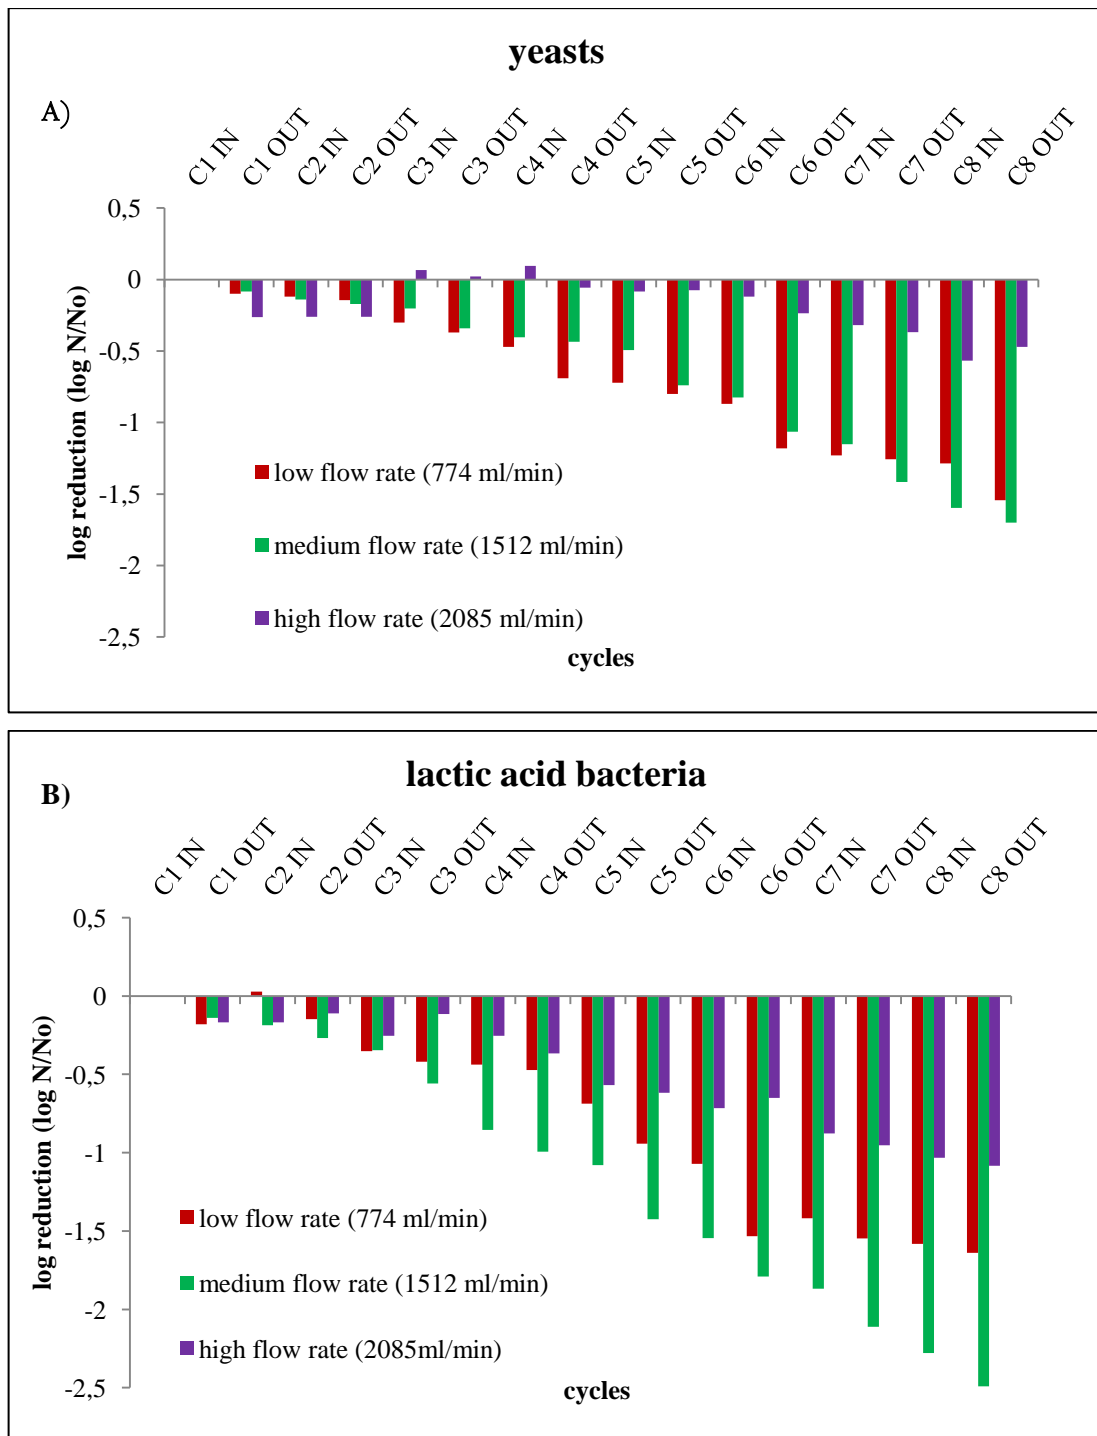 yeasts
A)
C1 IN
C1 OUT
C2 IN
C2 OUT
C3 IN
C3 OUT
C4 IN
C4 OUT
C5 IN
C5 OUT
C6 IN
C6 OUT
C7 IN
C7 OUT
C8 IN
C8 OUT
0,5
0
-0,5
-1
-1,5
-2
-2,5
log reduction (log N/No)
low flow rate (774 ml/min)
medium flow rate (1512 ml/min)
high flow rate (2085 ml/min)
cycles
lactic acid bacteria
B)
C1 IN
C1 OUT
C2 IN
C2 OUT
C3 IN
C3 OUT
C4 IN
C4 OUT
C5 IN
C5 OUT
C6 IN
C6 OUT
C7 IN
C7 OUT
C8 IN
C8 OUT
0,5
0
-0,5
-1
-1,5
-2
-2,5
log reduction (log N/No)
low flow rate (774 ml/min)
medium flow rate (1512 ml/min)
high flow rate (2085ml/min)
cycles